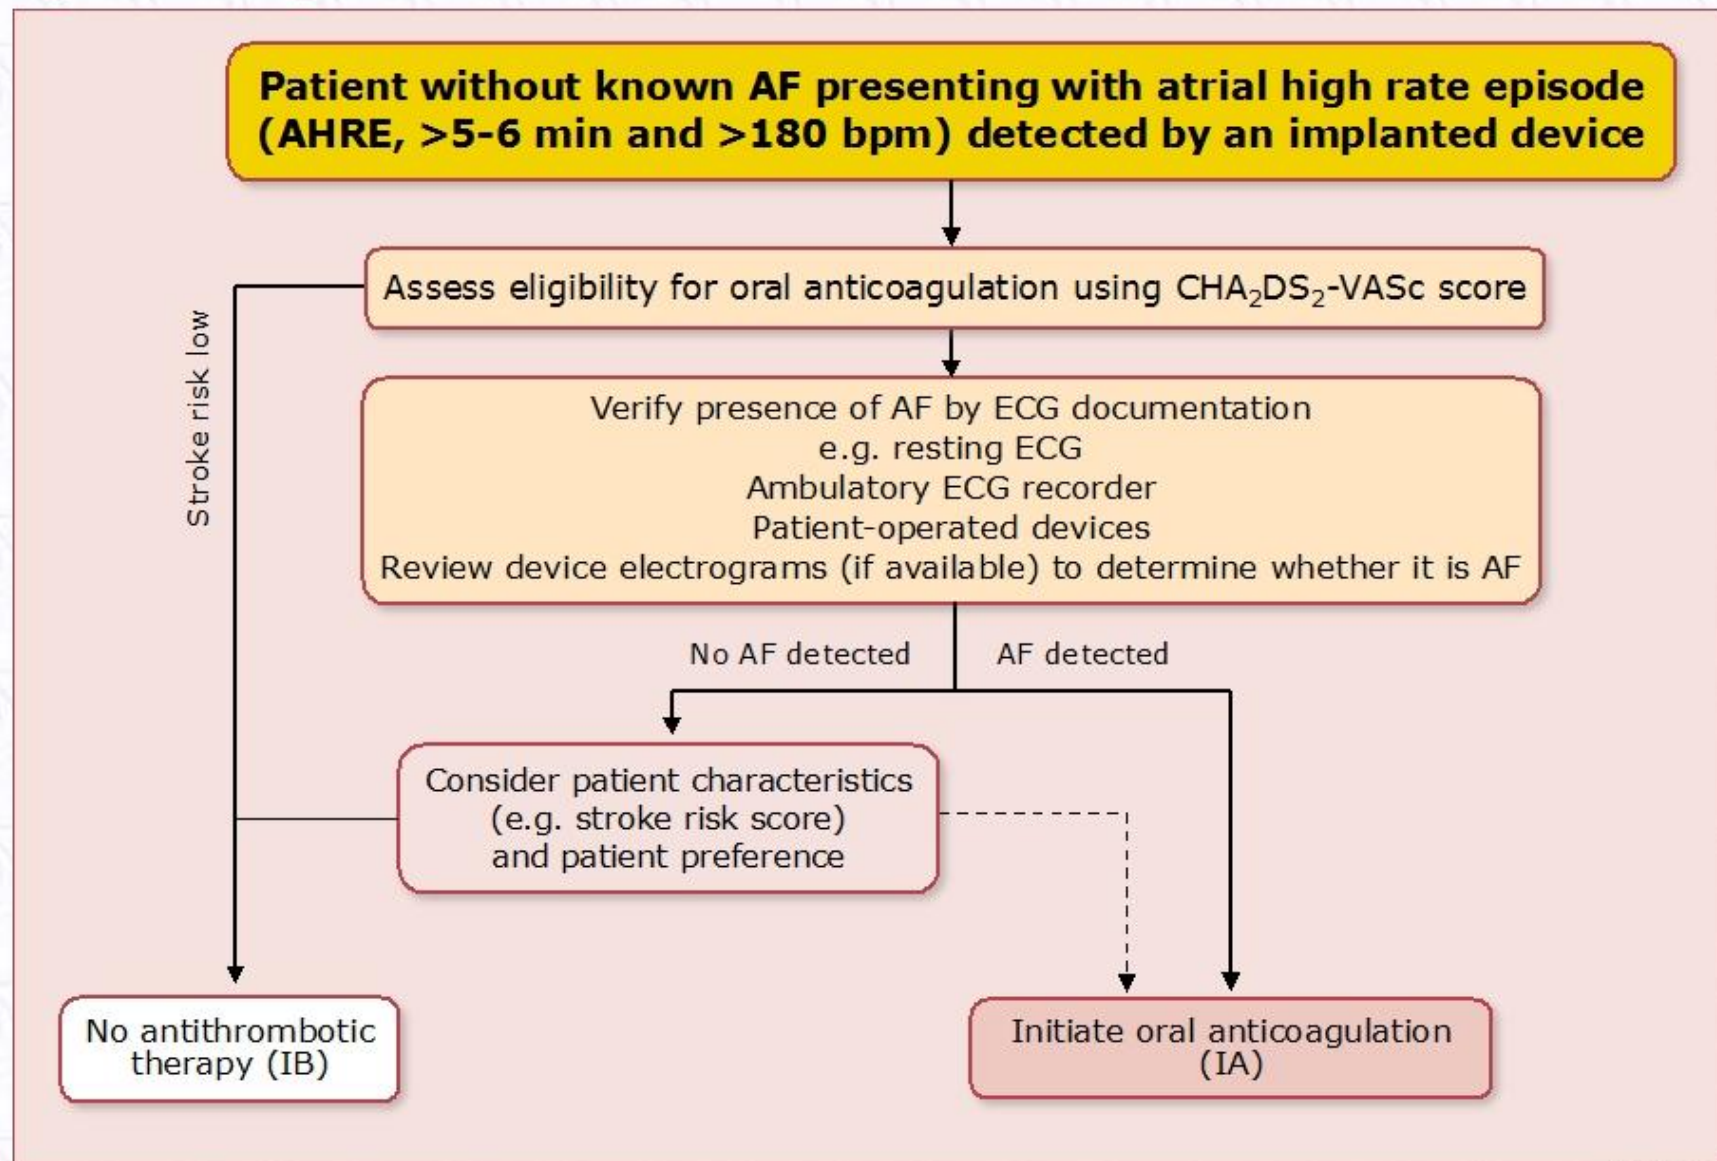 Patient without known AF presenting with atrial high rate episode
(AHRE, >5-6 min and >180 bpm) detected by an implanted device
Assess eligibility for oral anticoagulation using CHA₂DS₂-VASc score
Stroke risk low
Verify presence of AF by ECG documentation
e.g. resting ECG
Ambulatory ECG recorder
Patient-operated devices
Review device electrograms (if available) to determine whether it is AF
No AF detected
AF detected
Consider patient characteristics
(e.g. stroke risk score)
and patient preference
No antithrombotic
therapy (IB)
Initiate oral anticoagulation
(IA)